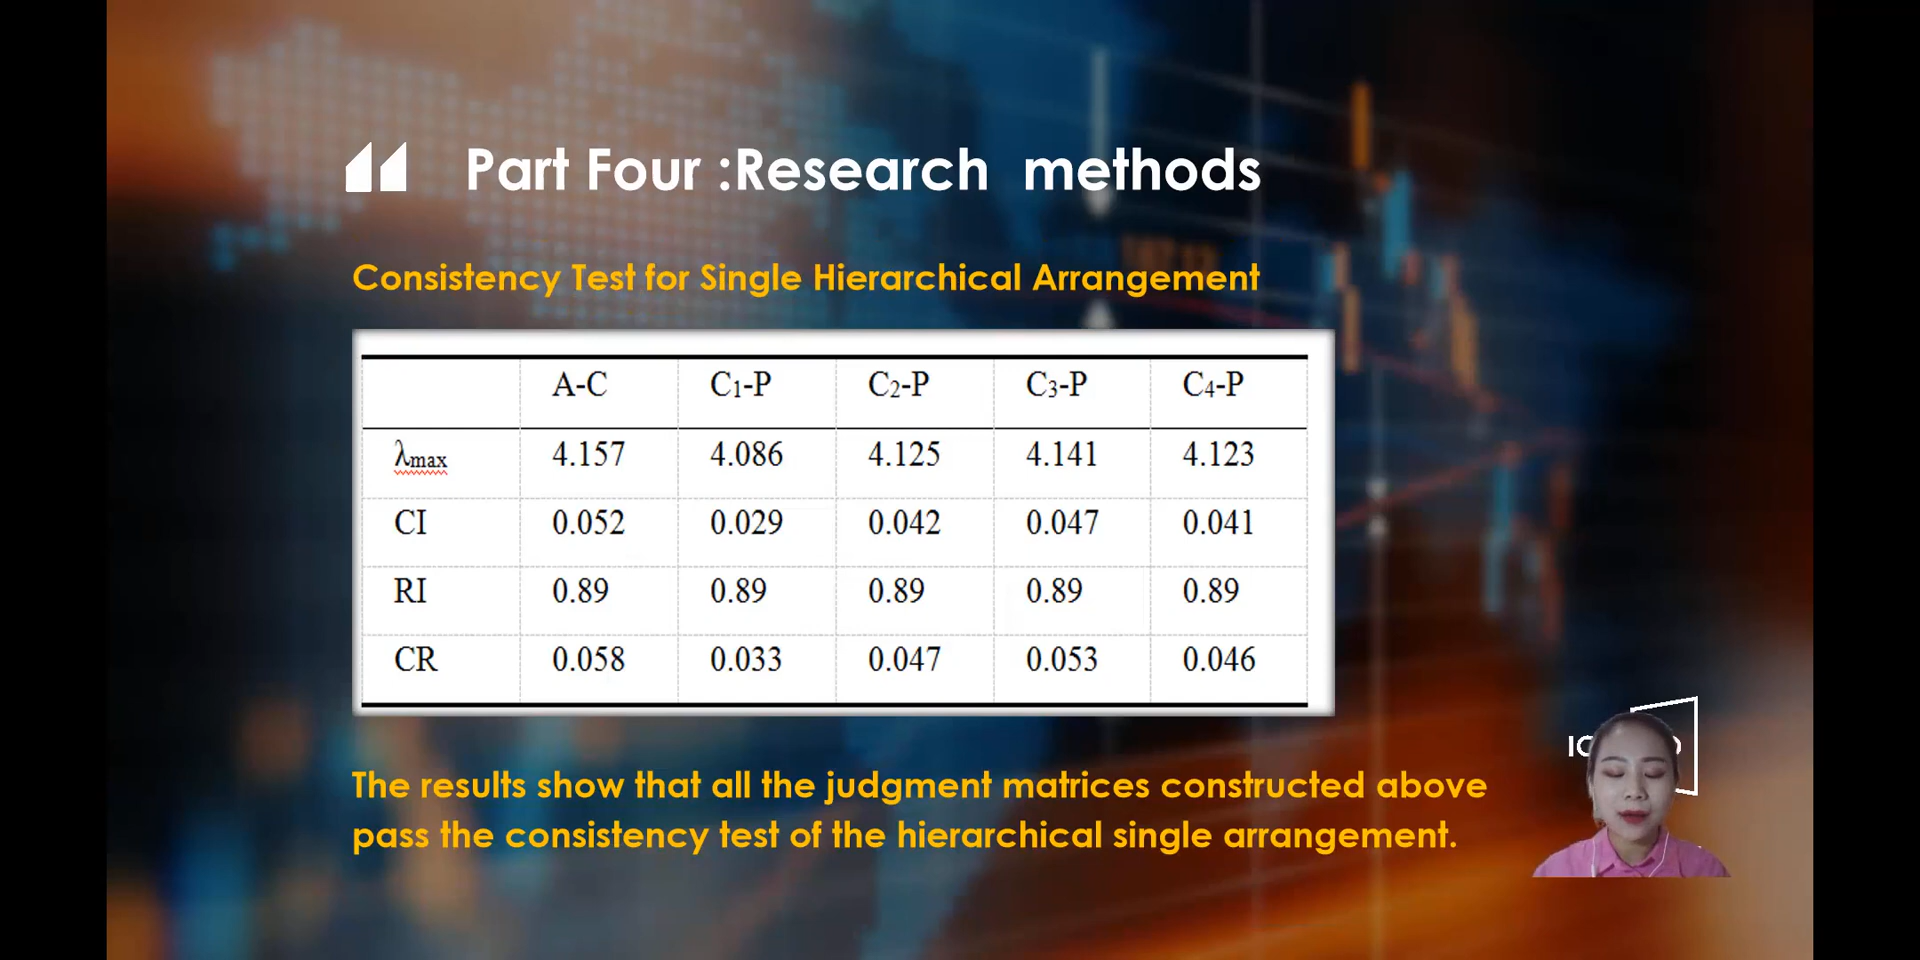 Part Four :Research methods
Consistency Test for Single Hierarchical Arrangement
A-C C₁-P C₂-P C₃-P C₄-P
λmax 4.157 4.086 4.125 4.141 4.123
CI 0.052 0.029 0.042 0.047 0.041
RI 0.89 0.89 0.89 0.89 0.89
CR 0.058 0.033 0.047 0.053 0.046
The results show that all the judgment matrices constructed above
pass the consistency test of the hierarchical single arrangement.